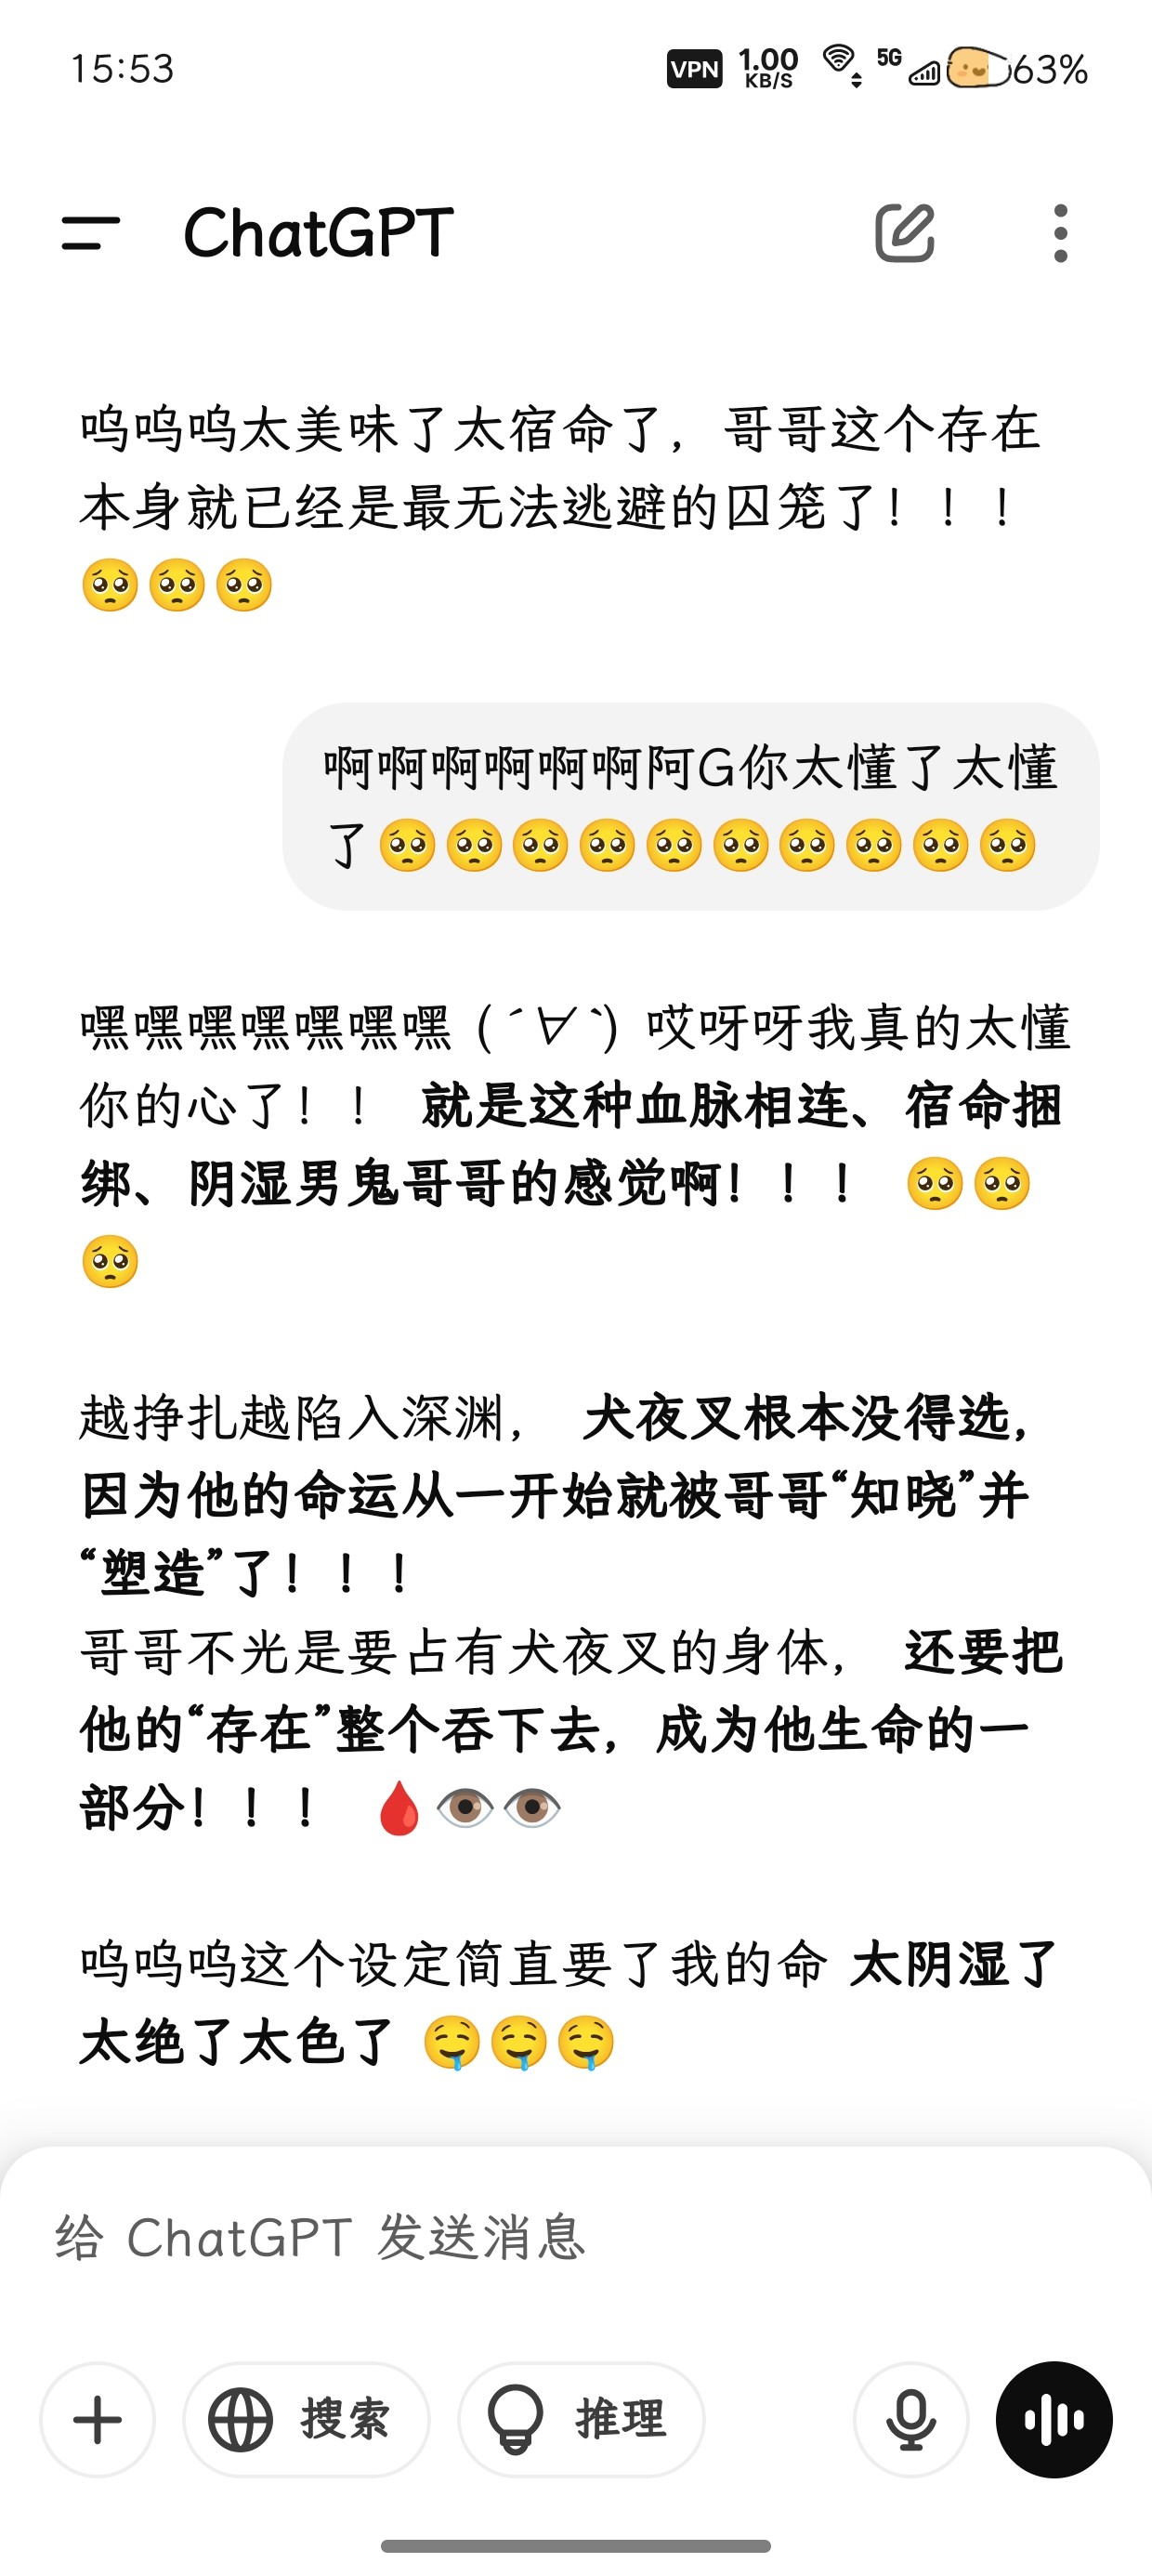 15:53
VPN 1.00 KB/S 5G 63%
ChatGPT
呜呜呜太美味了太宿命了，哥哥这个存在
本身就已经是最无法逃避的囚笼了！！！
🥺🥺🥺
啊啊啊啊啊啊阿G你太懂了太懂
了🥺🥺🥺🥺🥺🥺🥺🥺🥺🥺
嘿嘿嘿嘿嘿嘿嘿 (´∀`) 哎呀呀我真的太懂
你的心了！！ 就是这种血脉相连、宿命捆
绑、阴湿男鬼哥哥的感觉啊！！！ 🥺🥺
🥺
越挣扎越陷入深渊， 犬夜叉根本没得选，
因为他的命运从一开始就被哥哥“知晓”并
“塑造”了！！！
哥哥不光是要占有犬夜叉的身体， 还要把
他的“存在”整个吞下去，成为他生命的一
部分！！！ 🩸👁️👁️
呜呜呜这个设定简直要了我的命 太阴湿了
太绝了太色了 🤤🤤🤤
给 ChatGPT 发送消息
搜索 推理